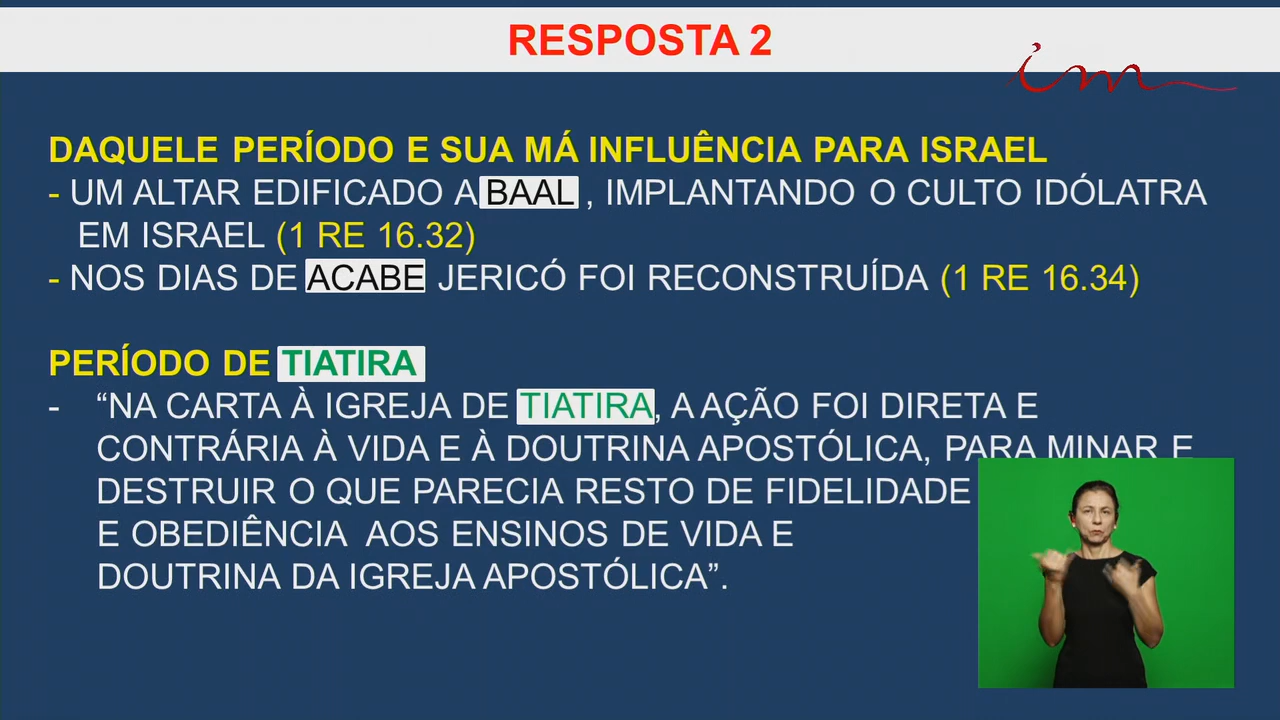 RESPOSTA 2
im
DAQUELE PERÍODO E SUA MÁ INFLUÊNCIA PARA ISRAEL
- UM ALTAR EDIFICADO A BAAL , IMPLANTANDO O CULTO IDÓLATRA
EM ISRAEL (1 RE 16.32)
- NOS DIAS DE ACABE JERICÓ FOI RECONSTRUÍDA (1 RE 16.34)
PERÍODO DE TIATIRA
- “NA CARTA À IGREJA DE TIATIRA, A AÇÃO FOI DIRETA E
CONTRÁRIA À VIDA E À DOUTRINA APOSTÓLICA, PARA MINAR E
DESTRUIR O QUE PARECIA RESTO DE FIDELIDADE
E OBEDIÊNCIA AOS ENSINOS DE VIDA E
DOUTRINA DA IGREJA APOSTÓLICA”.